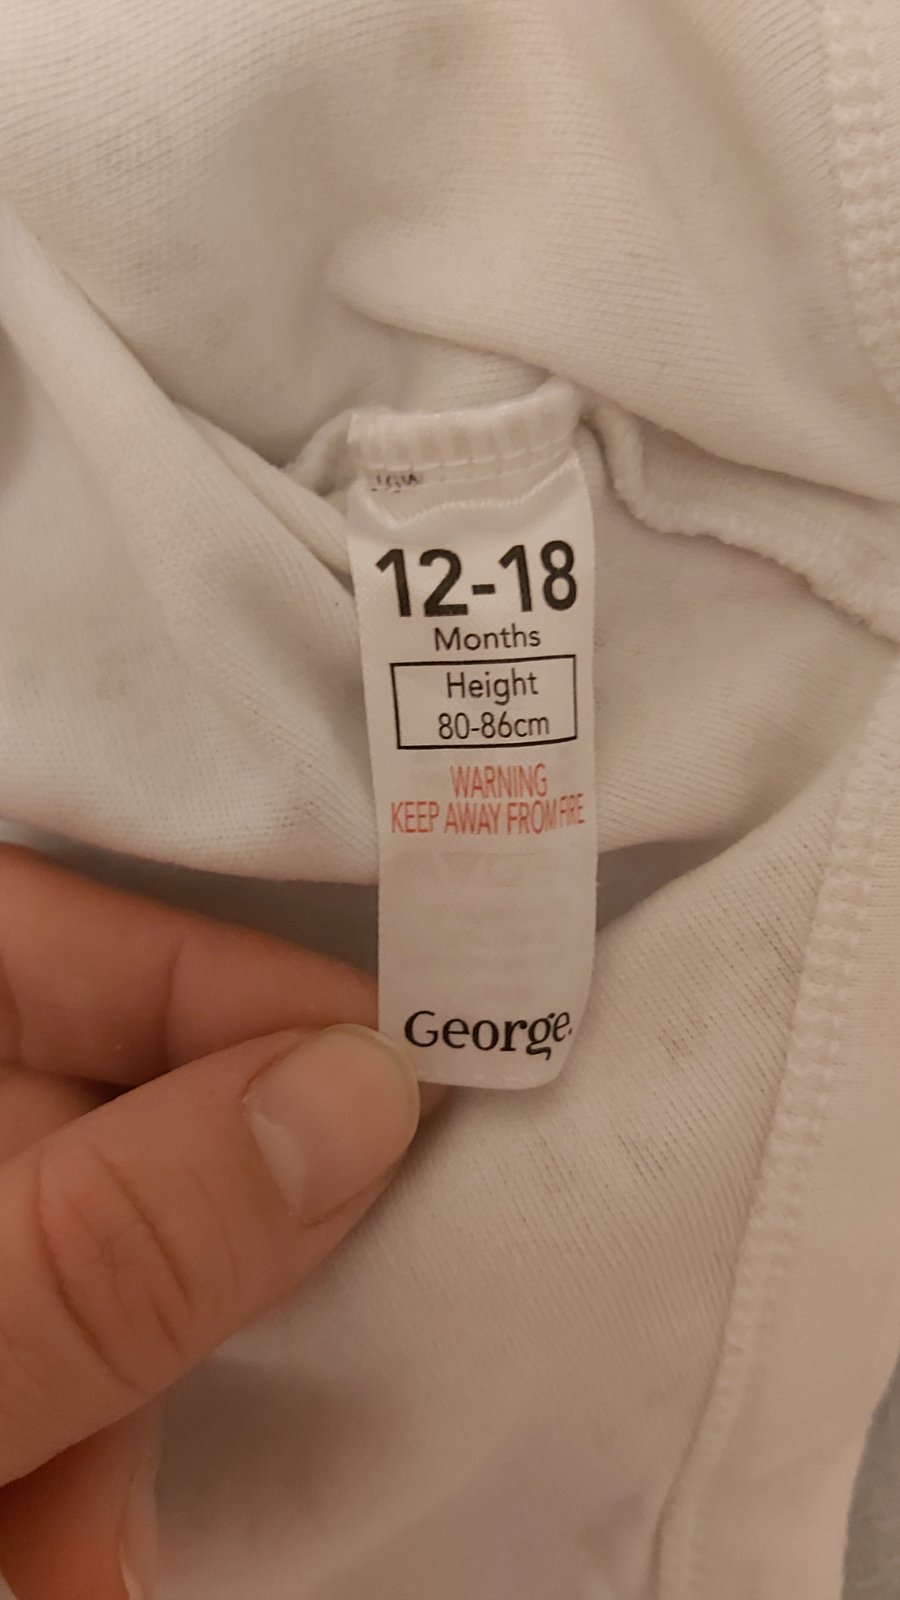 12-18
Months
Height
80-86cm
WARNING
KEEP AWAY FROM FIRE
George.